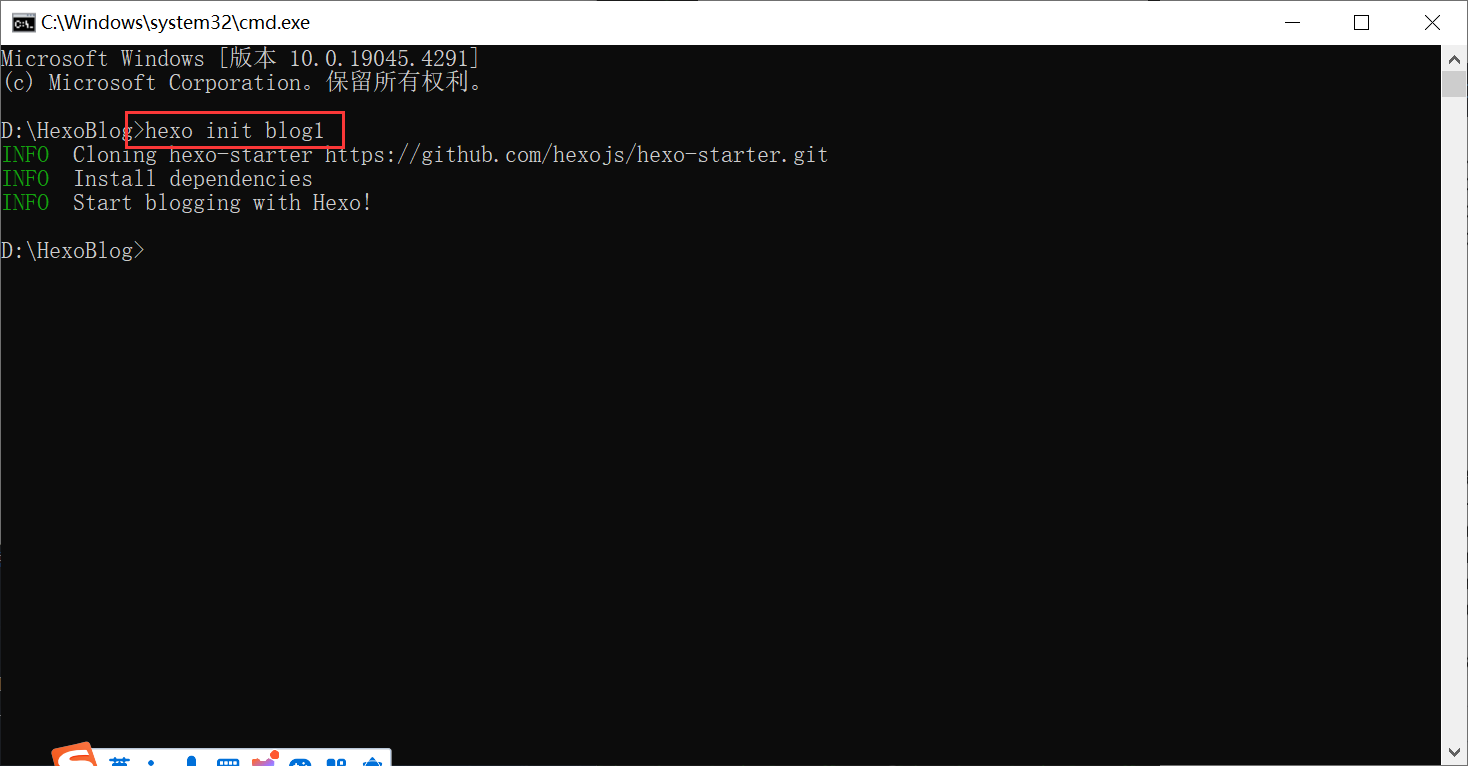 C:\Windows\system32\cmd.exe
Microsoft Windows [版本 10.0.19045.4291]
(c) Microsoft Corporation。保留所有权利。
D:\HexoBlog>hexo init blog1
INFO  Cloning hexo-starter https://github.com/hexojs/hexo-starter.git
INFO  Install dependencies
INFO  Start blogging with Hexo!
D:\HexoBlog>